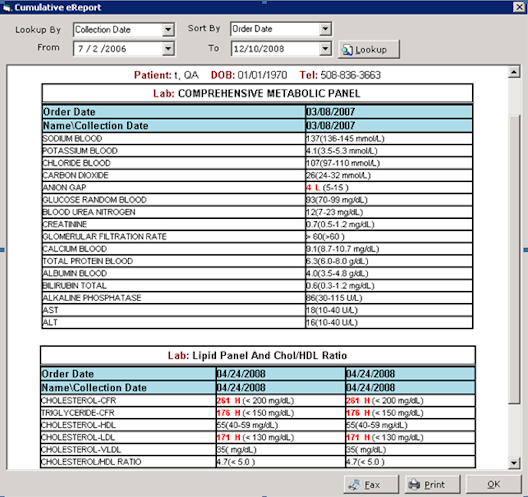 Cumulative eReport
Lookup By Collection Date Sort By Order Date
From 7 / 2 / 2006 To 12/10/2008 Lookup
Patient: t, QA DOB: 01/01/1970 Tel: 508-836-3663
Lab: COMPREHENSIVE METABOLIC PANEL
Order Date 03/08/2007
Name\Collection Date 03/08/2007
SODIUM BLOOD 137(136-145 mmol/L)
POTASSIUM BLOOD 4.1(3.5-5.3 mmol/L)
CHLORIDE BLOOD 107(97-110 mmol/L)
CARBON DIOXIDE 26(24-32 mmol/L)
ANION GAP 4 L (5-15 )
GLUCOSE RANDOM BLOOD 93(70-99 mg/dL)
BLOOD UREA NITROGEN 12(7-23 mg/dL)
CREATININE 0.7(0.5-1.2 mg/dL)
GLOMERULAR FILTRATION RATE > 60(>60 )
CALCIUM BLOOD 9.1(8.7-10.7 mg/dL)
TOTAL PROTEIN BLOOD 6.3(6.0-8.0 g/dL)
ALBUMIN BLOOD 4.0(3.5-4.8 g/dL)
BILIRUBIN TOTAL 0.6(0.3-1.2 mg/dL)
ALKALINE PHOSPHATASE 86(30-115 U/L)
AST 18(10-40 U/L)
ALT 16(10-40 U/L)
Lab: Lipid Panel And Chol/HDL Ratio
Order Date 04/24/2008 04/24/2008
Name\Collection Date 04/24/2008 04/24/2008
CHOLESTEROL-CFR 261 H (< 200 mg/dL) 261 H (< 200 mg/dL)
TRIGLYCERIDE-CFR 176 H (< 150 mg/dL) 176 H (< 150 mg/dL)
CHOLESTEROL-HDL 55(40-59 mg/dL) 55(40-59 mg/dL)
CHOLESTEROL-LDL 171 H (< 130 mg/dL) 171 H (< 130 mg/dL)
CHOLESTEROL-VLDL 35( mg/dL) 35( mg/dL)
CHOLESTEROL/HDL RATIO 4.7(< 5.0 ) 4.7(< 5.0 )
Fax Print OK